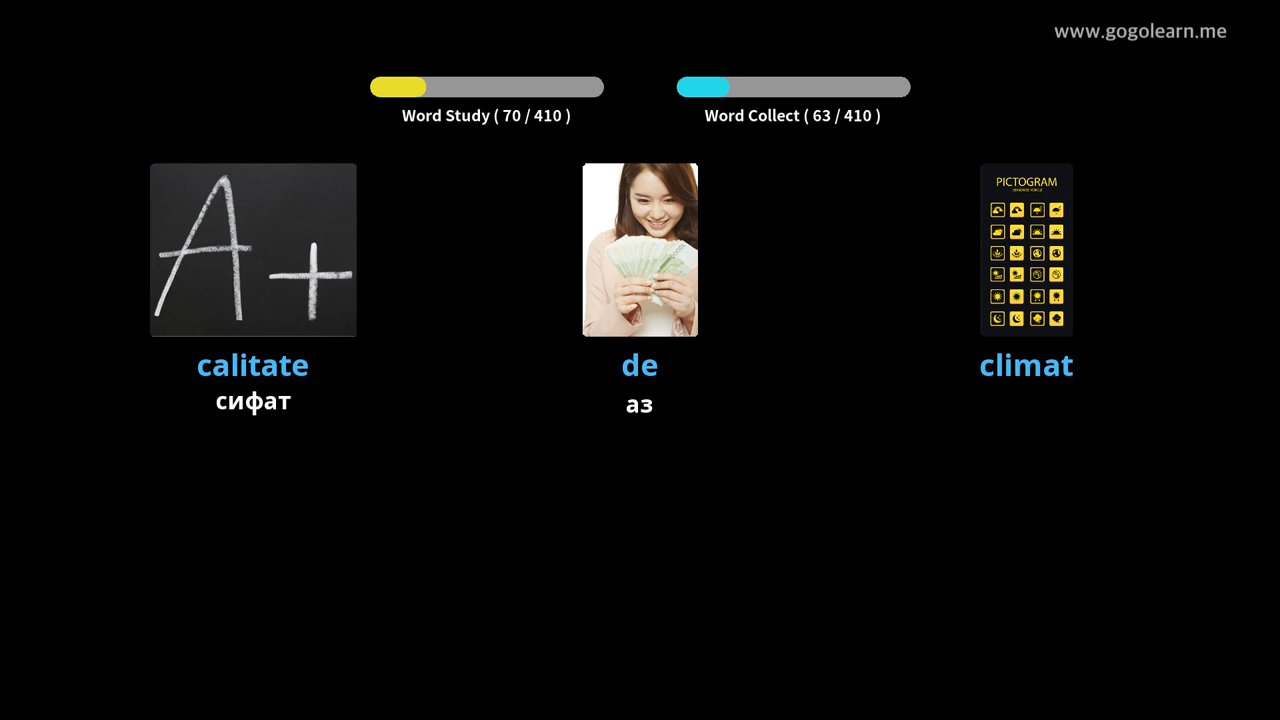 www.gogolearn.me
Word Study ( 70 / 410 )
Word Collect ( 63 / 410 )
PICTOGRAM
calitate
de
climat
сифат
аз